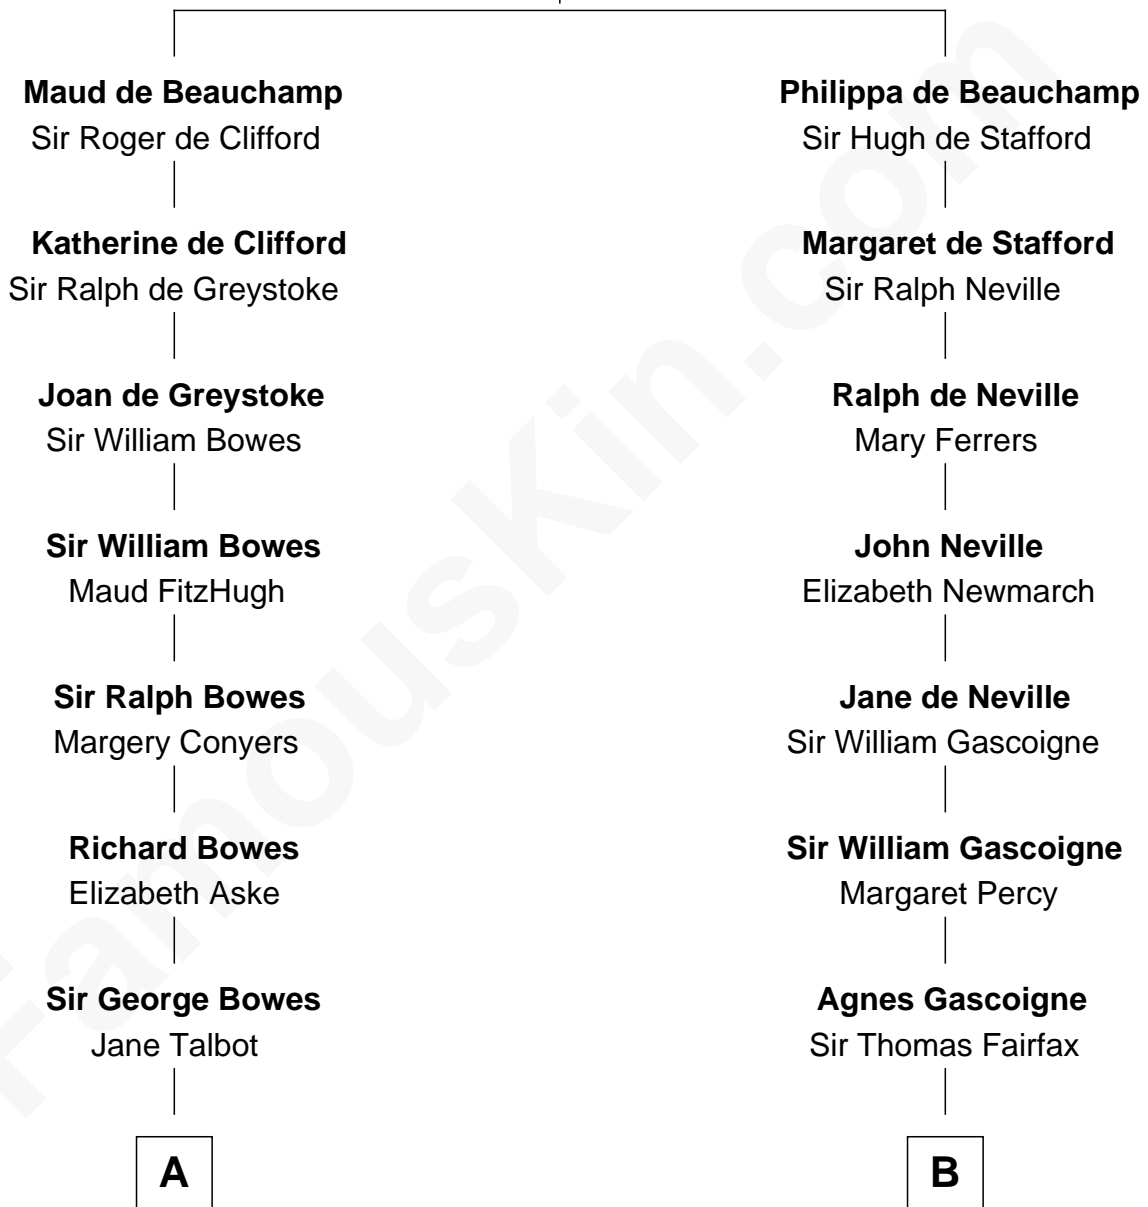 Maud de Beauchamp
Sir Roger de Clifford
Katherine de Clifford
Sir Ralph de Greystoke
Joan de Greystoke
Sir William Bowes
Sir William Bowes
Maud FitzHugh
Sir Ralph Bowes
Margery Conyers
Richard Bowes
Elizabeth Aske
Sir George Bowes
Jane Talbot
A
Philippa de Beauchamp
Sir Hugh de Stafford
Margaret de Stafford
Sir Ralph Neville
Ralph de Neville
Mary Ferrers
John Neville
Elizabeth Newmarch
Jane de Neville
Sir William Gascoigne
Sir William Gascoigne
Margaret Percy
Agnes Gascoigne
Sir Thomas Fairfax
B
FamousKin.com